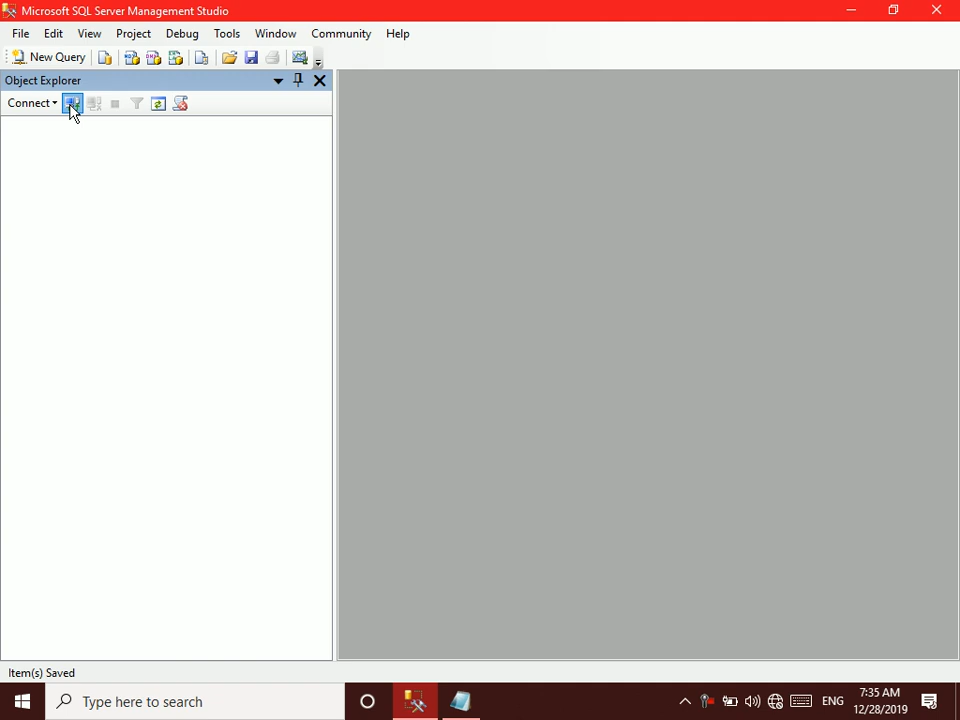 Microsoft SQL Server Management Studio
File Edit View Project Debug Tools Window Community Help
New Query
Object Explorer
Connect
Item(s) Saved
Type here to search
ENG
7:35 AM
12/28/2019